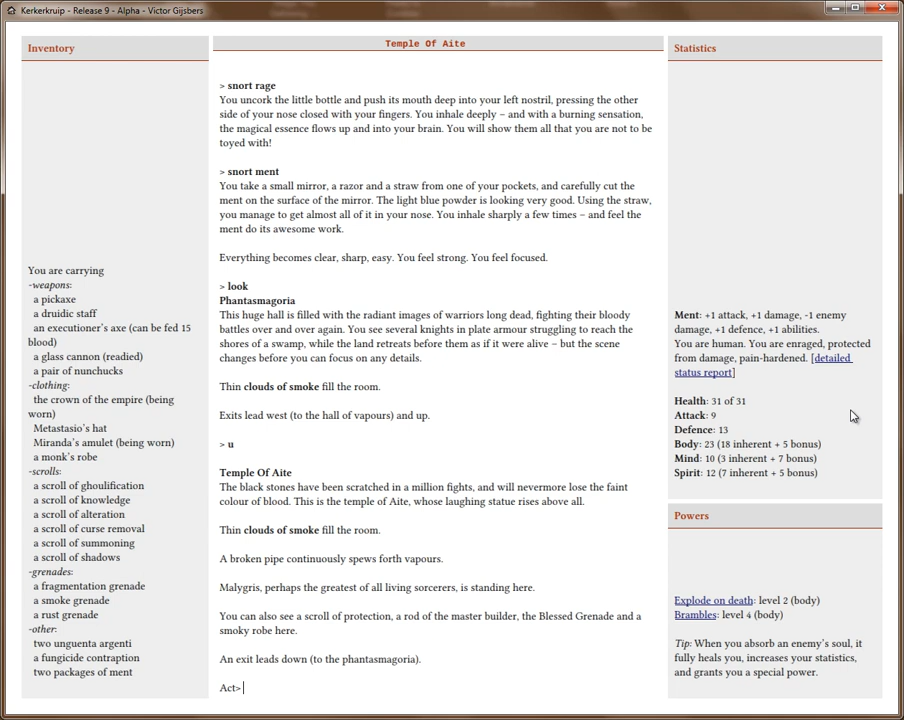 Kerkerkruip - Release 9 - Alpha - Victor Gijsbers
Inventory
You are carrying
-weapons:
a pickaxe
a druidic staff
an executioner's axe (can be fed 15
blood)
a glass cannon (readied)
a pair of nunchucks
-clothing:
the crown of the empire (being
worn)
Metastasio's hat
Miranda's amulet (being worn)
a monk's robe
-scrolls:
a scroll of ghoulification
a scroll of knowledge
a scroll of alteration
a scroll of curse removal
a scroll of summoning
a scroll of shadows
-grenades:
a fragmentation grenade
a smoke grenade
a rust grenade
-other:
two unguenta argenti
a fungicide contraption
two packages of ment
Temple Of Aite
> snort rage
You uncork the little bottle and push its mouth deep into your left nostril, pressing the other
side of your nose closed with your fingers. You inhale deeply – and with a burning sensation,
the magical essence flows up and into your brain. You will show them all that you are not to be
toyed with!
> snort ment
You take a small mirror, a razor and a straw from one of your pockets, and carefully cut the
ment on the surface of the mirror. The light blue powder is looking very good. Using the straw,
you manage to get almost all of it in your nose. You inhale sharply a few times – and feel the
ment do its awesome work.
Everything becomes clear, sharp, easy. You feel strong. You feel focused.
> look
Phantasmagoria
This huge hall is filled with the radiant images of warriors long dead, fighting their bloody
battles over and over again. You see several knights in plate armour struggling to reach the
shores of a swamp, while the land retreats before them as if it were alive – but the scene
changes before you can focus on any details.
Thin clouds of smoke fill the room.
Exits lead west (to the hall of vapours) and up.
> u
Temple Of Aite
The black stones have been scratched in a million fights, and will nevermore lose the faint
colour of blood. This is the temple of Aite, whose laughing statue rises above all.
Thin clouds of smoke fill the room.
A broken pipe continuously spews forth vapours.
Malygris, perhaps the greatest of all living sorcerers, is standing here.
You can also see a scroll of protection, a rod of the master builder, the Blessed Grenade and a
smoky robe here.
An exit leads down (to the phantasmagoria).
Act>
Statistics
Ment: +1 attack, +1 damage, -1 enemy
damage, +1 defence, +1 abilities.
You are human. You are enraged, protected
from damage, pain-hardened. [detailed
status report]
Health: 31 of 31
Attack: 9
Defence: 13
Body: 23 (18 inherent + 5 bonus)
Mind: 10 (3 inherent + 7 bonus)
Spirit: 12 (7 inherent + 5 bonus)
Powers
Explode on death: level 2 (body)
Brambles: level 4 (body)
Tip: When you absorb an enemy's soul, it
fully heals you, increases your statistics,
and grants you a special power.